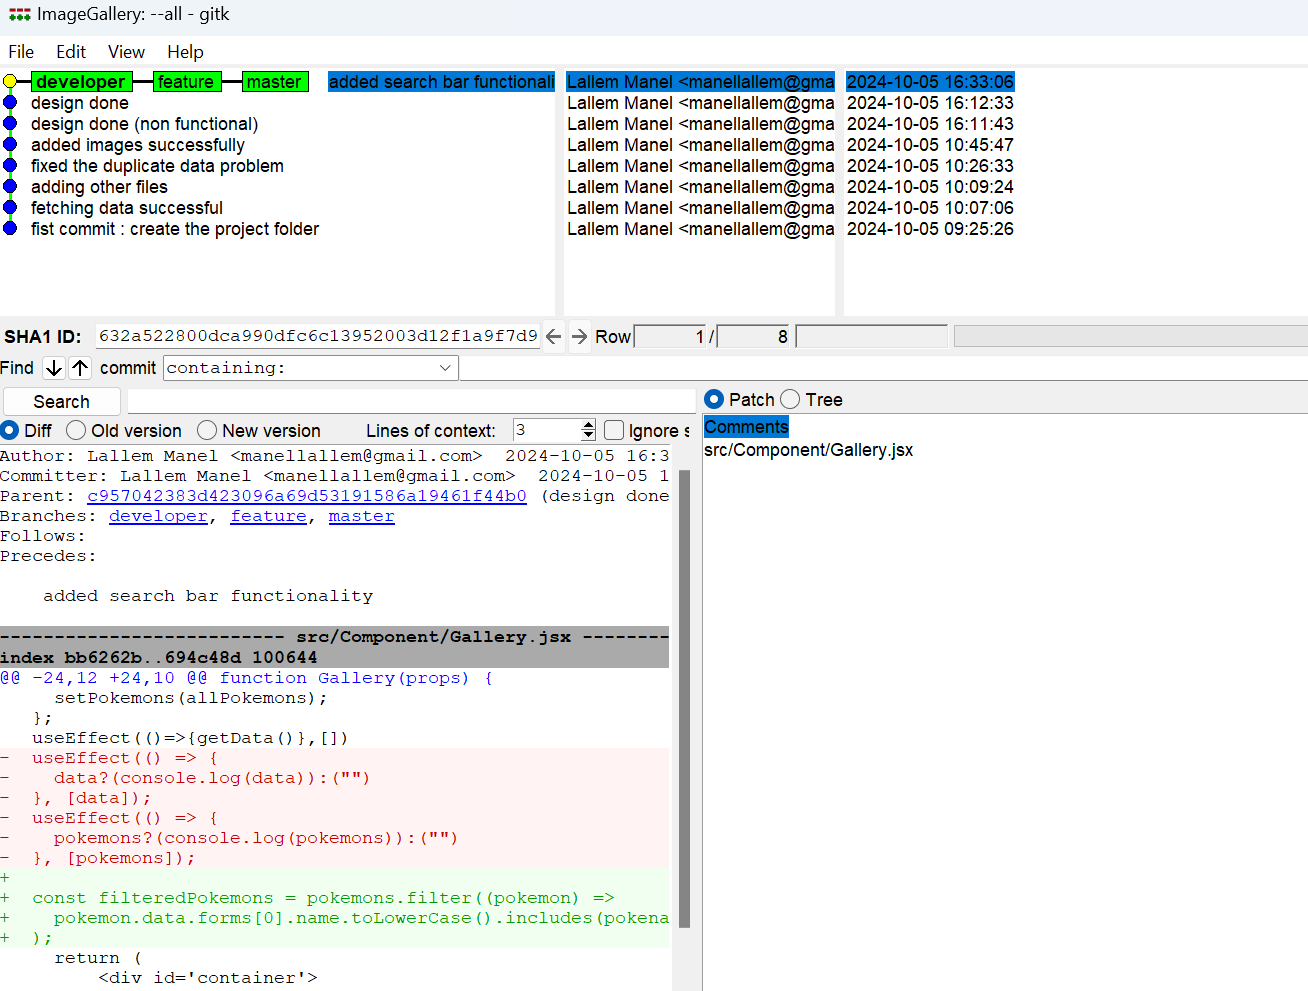 ImageGallery: --all - gitk
File Edit View Help
developer feature master added search bar functionali Lallem Manel <manellallem@gma 2024-10-05 16:33:06
design done Lallem Manel <manellallem@gma 2024-10-05 16:12:33
design done (non functional) Lallem Manel <manellallem@gma 2024-10-05 16:11:43
added images successfully Lallem Manel <manellallem@gma 2024-10-05 10:45:47
fixed the duplicate data problem Lallem Manel <manellallem@gma 2024-10-05 10:26:33
adding other files Lallem Manel <manellallem@gma 2024-10-05 10:09:24
fetching data successful Lallem Manel <manellallem@gma 2024-10-05 10:07:06
fist commit : create the project folder Lallem Manel <manellallem@gma 2024-10-05 09:25:26
SHA1 ID: 632a522800dca990dfc6c13952003d12f1a9f7d9 ← → Row 1 / 8
Find ↓ ↑ commit containing:
Search
Patch Tree
Diff Old version New version Lines of context: 3 Ignore s
Comments
src/Component/Gallery.jsx
Author: Lallem Manel <manellallem@gmail.com> 2024-10-05 16:3
Committer: Lallem Manel <manellallem@gmail.com> 2024-10-05 1
Parent: c957042383d423096a69d53191586a19461f44b0 (design done
Branches: developer, feature, master
Follows:
Precedes:
added search bar functionality
-------------------------- src/Component/Gallery.jsx --------
index bb6262b..694c48d 100644
@@ -24,12 +24,10 @@ function Gallery(props) {
setPokemons(allPokemons);
};
useEffect(()=>{getData()},[])
- useEffect(() => {
- data?(console.log(data)):("")
- }, [data]);
- useEffect(() => {
- pokemons?(console.log(pokemons)):("")
- }, [pokemons]);
+
+ const filteredPokemons = pokemons.filter((pokemon) =>
+ pokemon.data.forms[0].name.toLowerCase().includes(pokena
+ );
return (
<div id='container'>